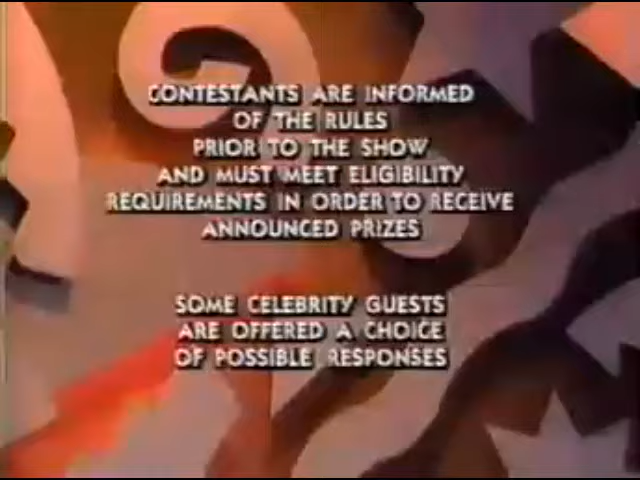 CONTESTANTS ARE INFORMED
OF THE RULES
PRIOR TO THE SHOW
AND MUST MEET ELIGIBILITY
REQUIREMENTS IN ORDER TO RECEIVE
ANNOUNCED PRIZES
SOME CELEBRITY GUESTS
ARE OFFERED A CHOICE
OF POSSIBLE RESPONSES